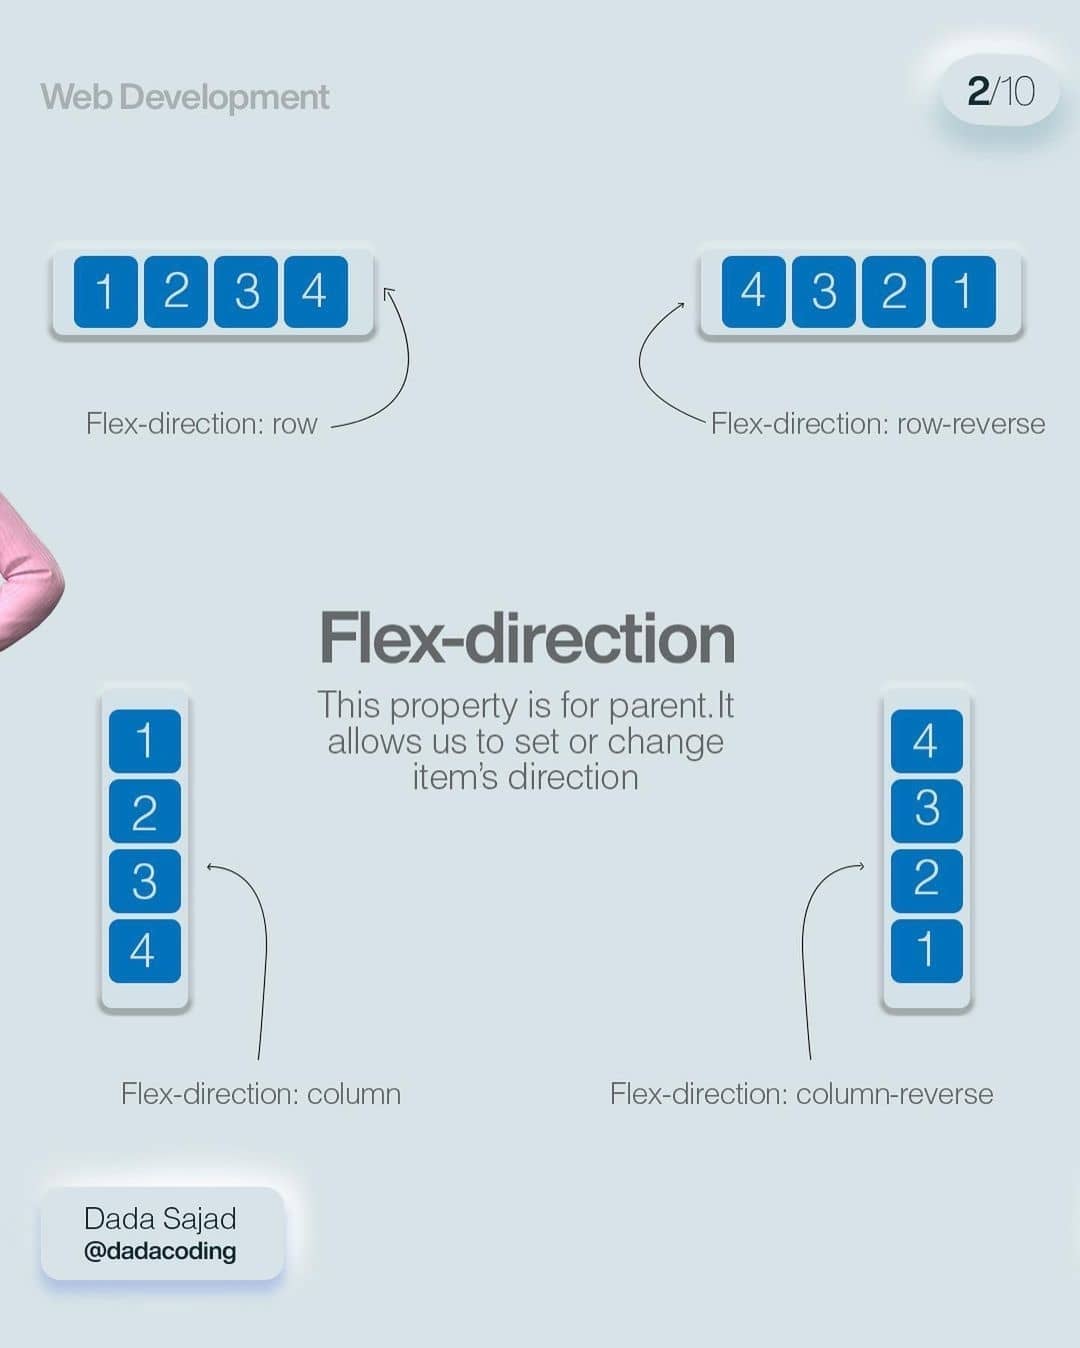 Web Development
2/10
1 2 3 4
4 3 2 1
Flex-direction: row
Flex-direction: row-reverse
Flex-direction
This property is for parent.It
allows us to set or change
item's direction
1
2
3
4
4
3
2
1
Flex-direction: column
Flex-direction: column-reverse
Dada Sajad
@dadacoding